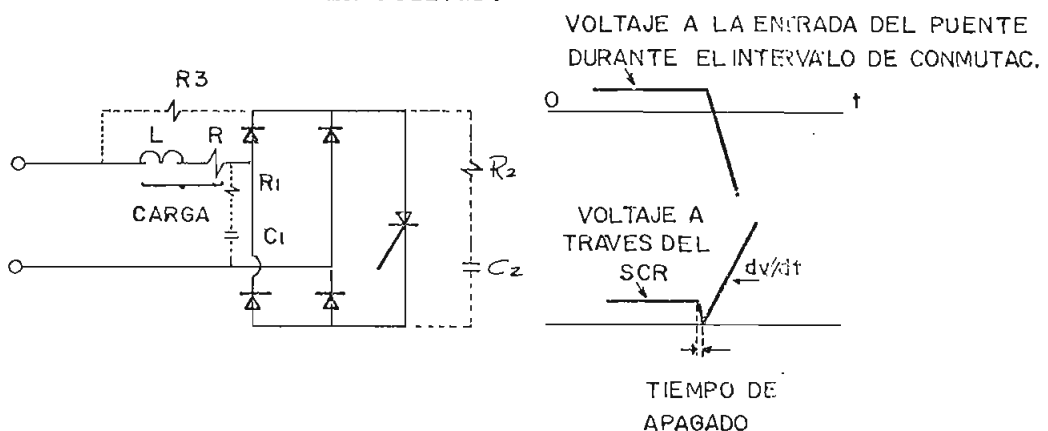 VOLTAJE A LA ENTRADA DEL PUENTE
DURANTE EL INTERVALO DE CONMUTAC.
R3
L
R
CARGA
R1
C1
R2
C2
O
t
VOLTAJE A
TRAVES DEL
SCR
dv/dt
TIEMPO DE
APAGADO